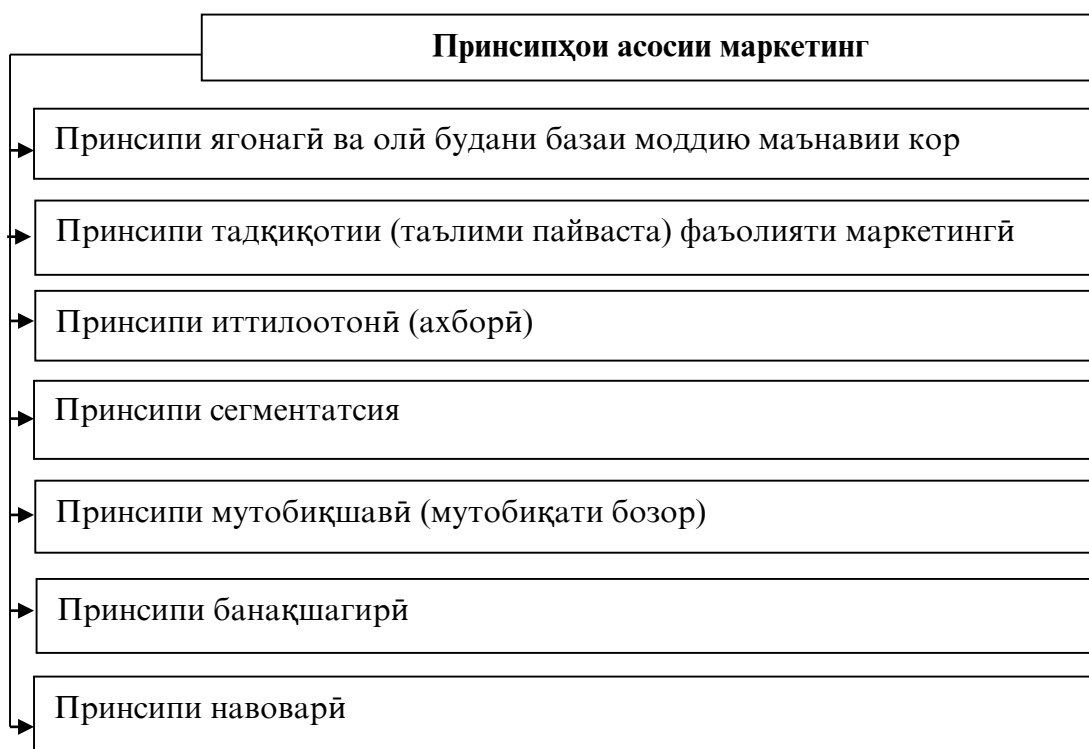 Принсипҳои асосии маркетинг
Принсипи ягонагӣ ва олӣ будани базаи моддию маънавии кор
Принсипи тадқиқотии (таълими пайваста) фаъолияти маркетингӣ
Принсипи иттилоотонӣ (ахборӣ)
Принсипи сегментатсия
Принсипи мутобиқшавӣ (мутобиқати бозор)
Принсипи банақшагирӣ
Принсипи навоварӣ